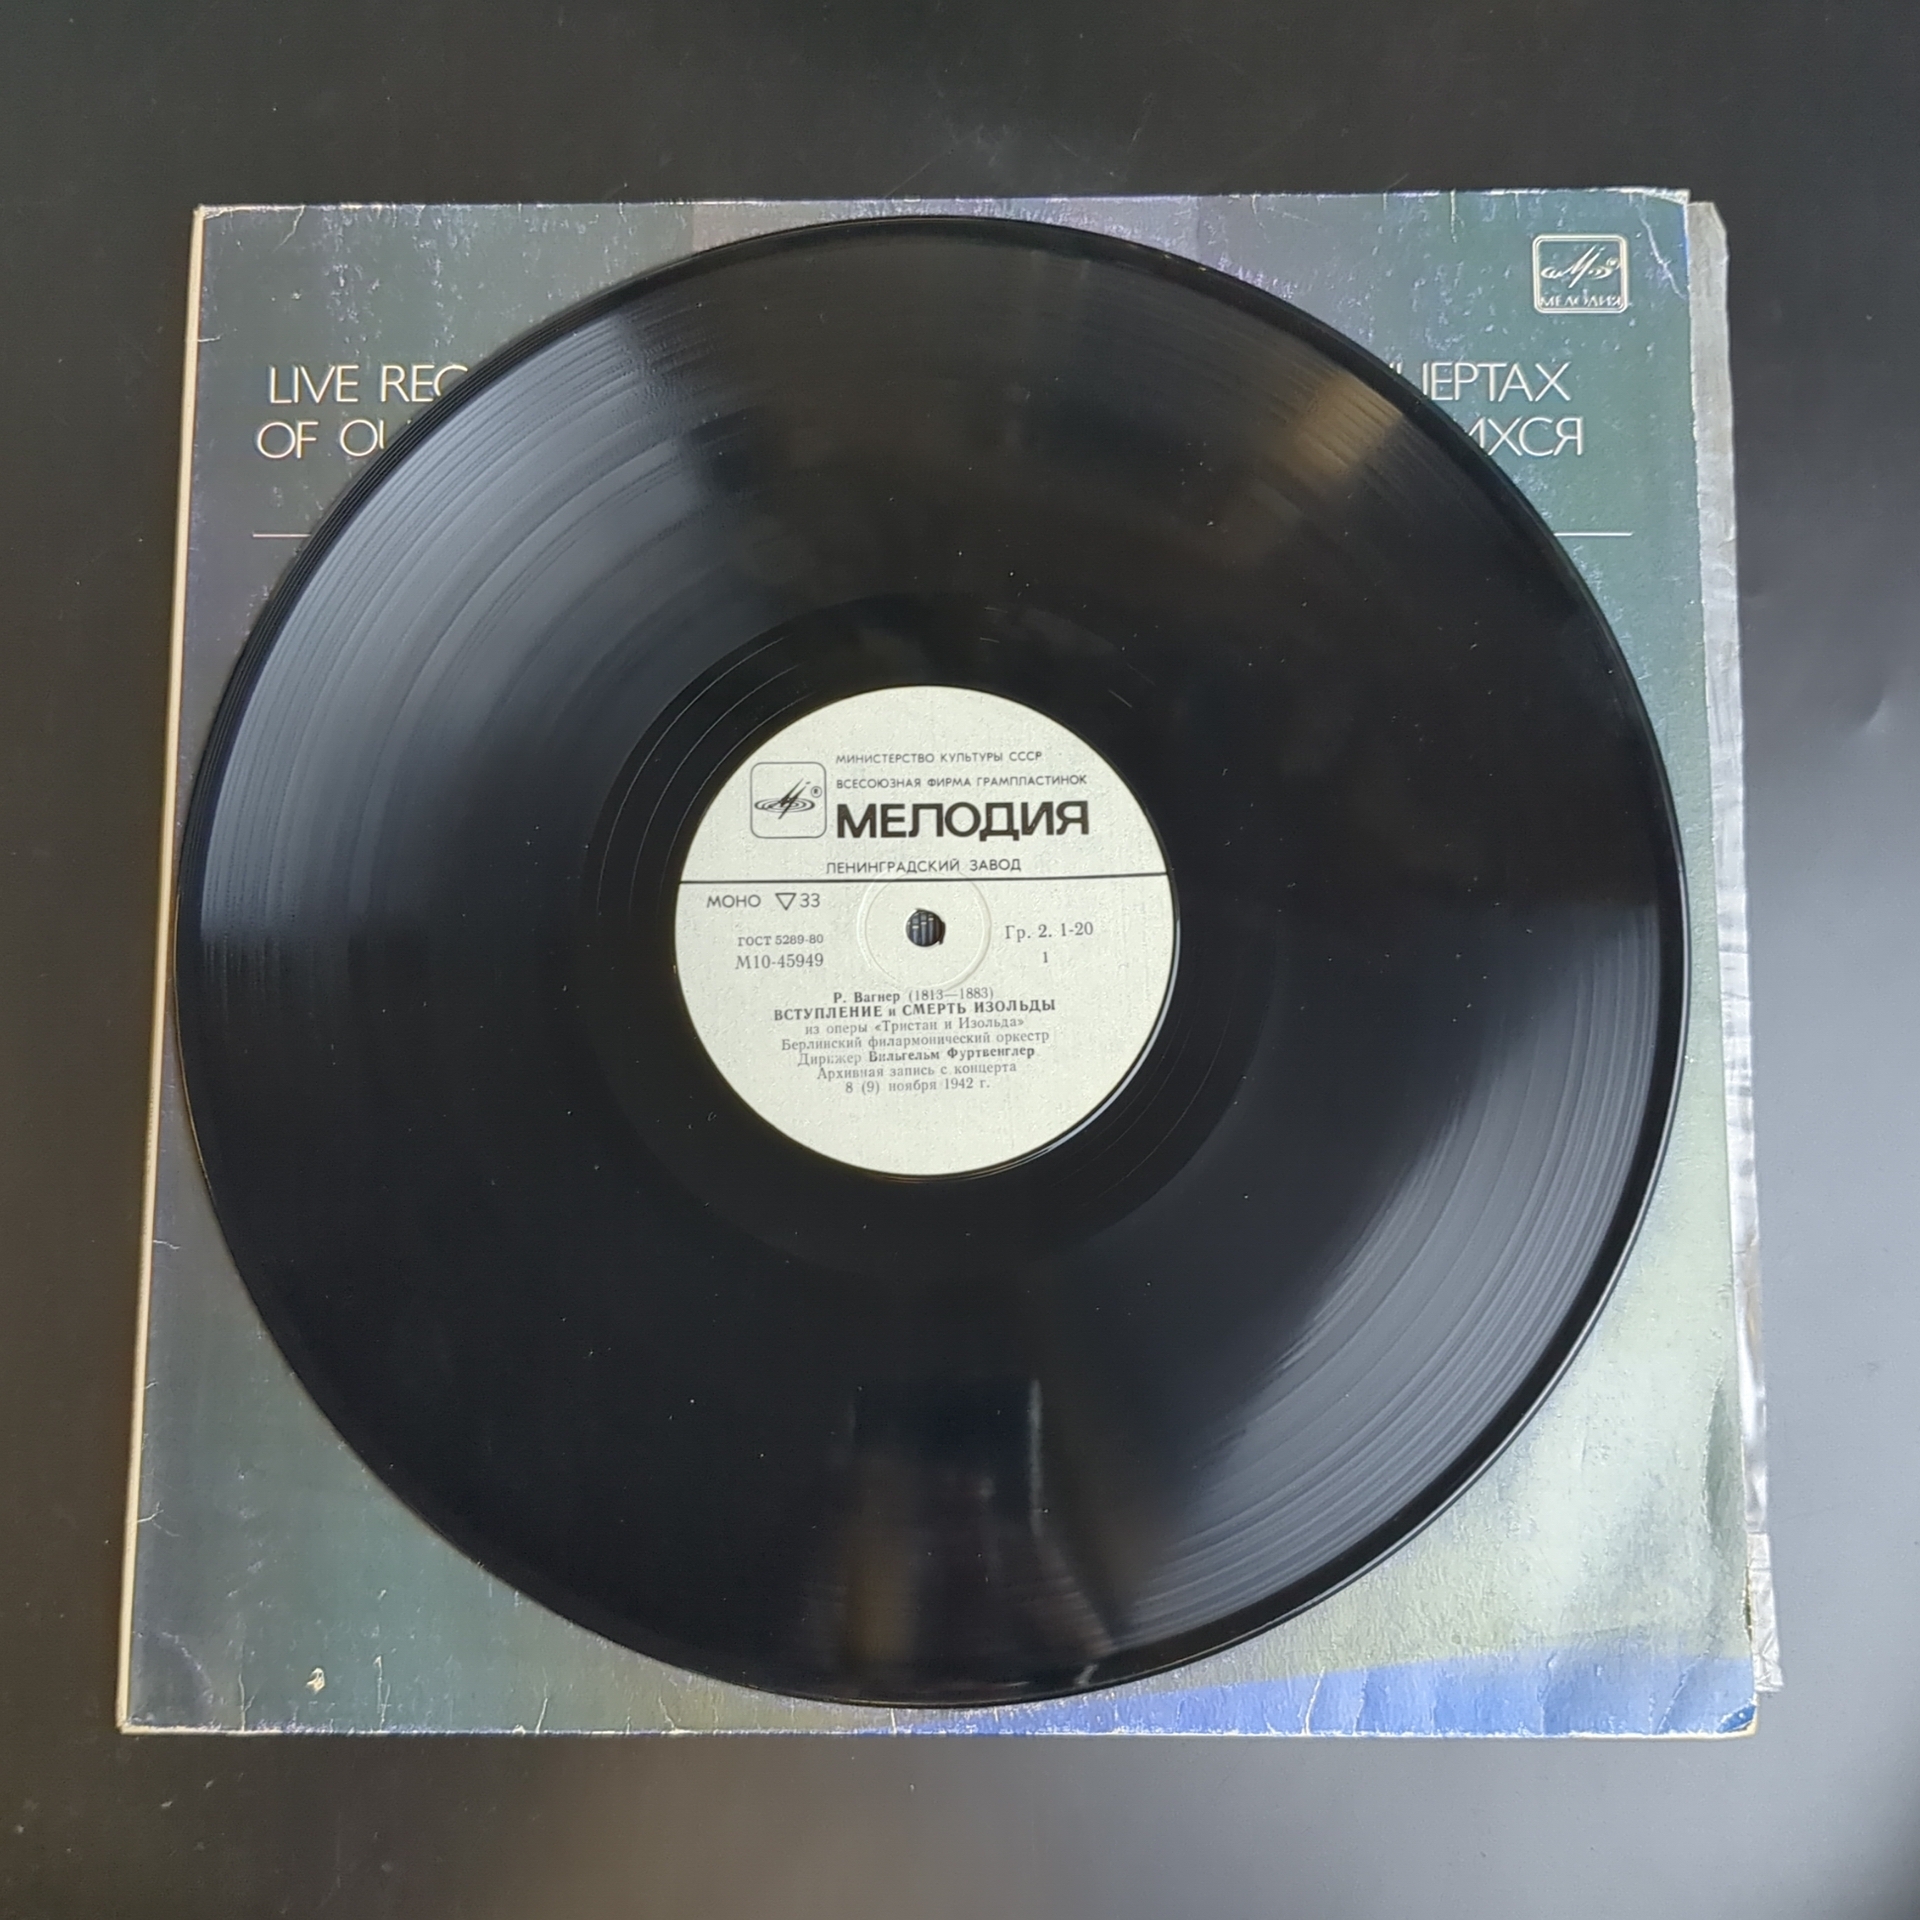 МЕЛОДИЯ
LIVE REC
OF OU
ЦЕРТАХ
ИХСЯ
МИНИСТЕРСТВО КУЛЬТУРЫ СССР
ВСЕСОЮЗНАЯ ФИРМА ГРАМПЛАСТИНОК
МЕЛОДИЯ
ЛЕНИНГРАДСКИЙ ЗАВОД
МОНО ▽33
ГОСТ 5289-80
М10-45949
Гр. 2. 1-20
1
Р. Вагнер (1813—1883)
ВСТУПЛЕНИЕ и СМЕРТЬ ИЗОЛЬДЫ
из оперы «Тристан и Изольда»
Берлинский филармонический оркестр
Дирижер Вильгельм Фуртвенглер
Архивная запись с концерта
8 (9) ноября 1942 г.